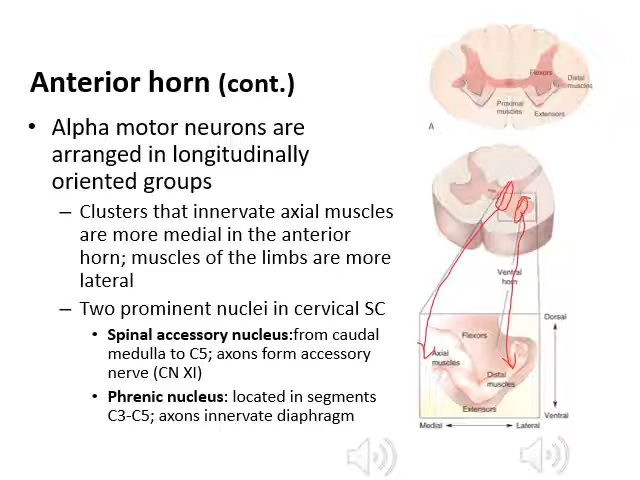 Anterior horn (cont.)
• Alpha motor neurons are
arranged in longitudinally
oriented groups
– Clusters that innervate axial muscles
are more medial in the anterior
horn; muscles of the limbs are more
lateral
– Two prominent nuclei in cervical SC
• Spinal accessory nucleus:from caudal
medulla to C5; axons form accessory
nerve (CN XI)
• Phrenic nucleus: located in segments
C3-C5; axons innervate diaphragm
Flexors
Distal
muscles
Proximal
muscles
Extensors
A
Ventral
horn
Dorsal
Flexors
Axial
muscles
Distal
muscles
Extensors
Ventral
Medial
Lateral